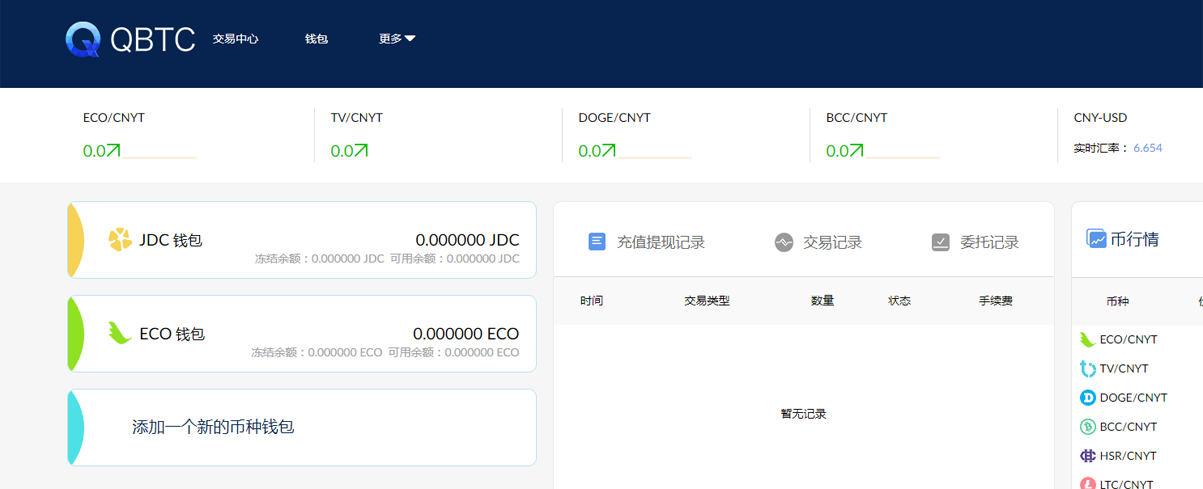 QBTC 交易中心 钱包 更多
ECO/CNYT TV/CNYT DOGE/CNYT BCC/CNYT CNY-USD
0.0 0.0 0.0 0.0 实时汇率： 6.654
JDC 钱包 0.000000 JDC
冻结余额：0.000000 JDC 可用余额：0.000000 JDC
ECO 钱包 0.000000 ECO
冻结余额：0.000000 ECO 可用余额：0.000000 ECO
添加一个新的币种钱包
充值提现记录 交易记录 委托记录
时间 交易类型 数量 状态 手续费
暂无记录
币行情
币种
ECO/CNYT
TV/CNYT
DOGE/CNYT
BCC/CNYT
HSR/CNYT
LTC/CNYT